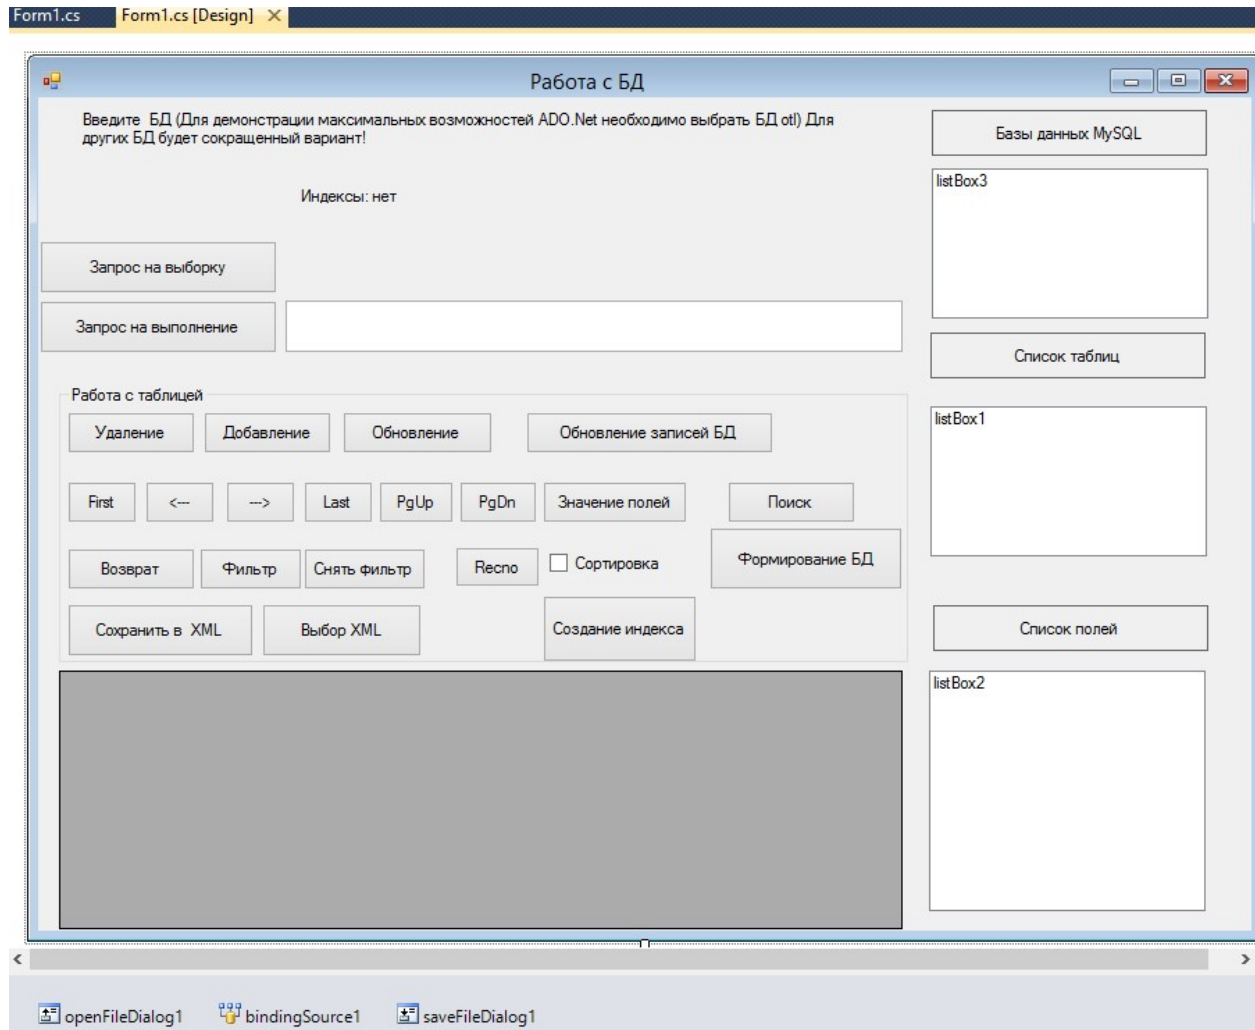 Form1.cs
Form1.cs [Design]
Работа с БД
Введите БД (Для демонстрации максимальных возможностей ADO.Net необходимо выбрать БД otl) Для
других БД будет сокращенный вариант!
Базы данных MySQL
listBox3
Индексы: нет
Запрос на выборку
Запрос на выполнение
Список таблиц
Работа с таблицей
Удаление
Добавление
Обновление
Обновление записей БД
listBox1
First
<---
--->
Last
PgUp
PgDn
Значение полей
Поиск
Возврат
Фильтр
Снять фильтр
Recno
Сортировка
Формирование БД
Сохранить в XML
Выбор XML
Создание индекса
Список полей
listBox2
openFileDialog1
bindingSource1
saveFileDialog1